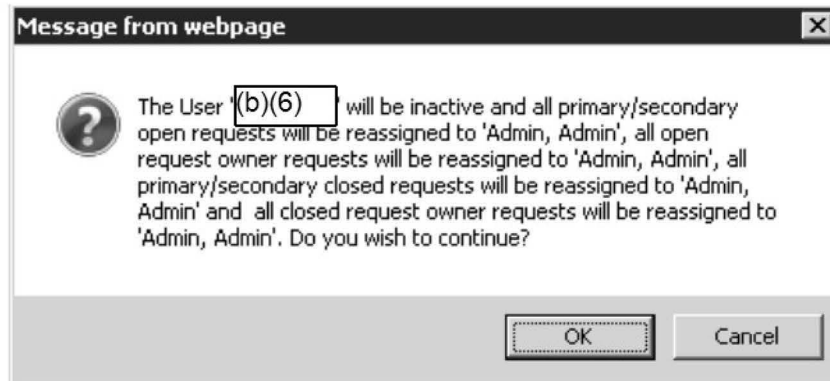 Message from webpage
The User '(b)(6)' will be inactive and all primary/secondary
open requests will be reassigned to 'Admin, Admin', all open
request owner requests will be reassigned to 'Admin, Admin', all
primary/secondary closed requests will be reassigned to 'Admin,
Admin' and  all closed request owner requests will be reassigned to
'Admin, Admin'. Do you wish to continue?
OK
Cancel